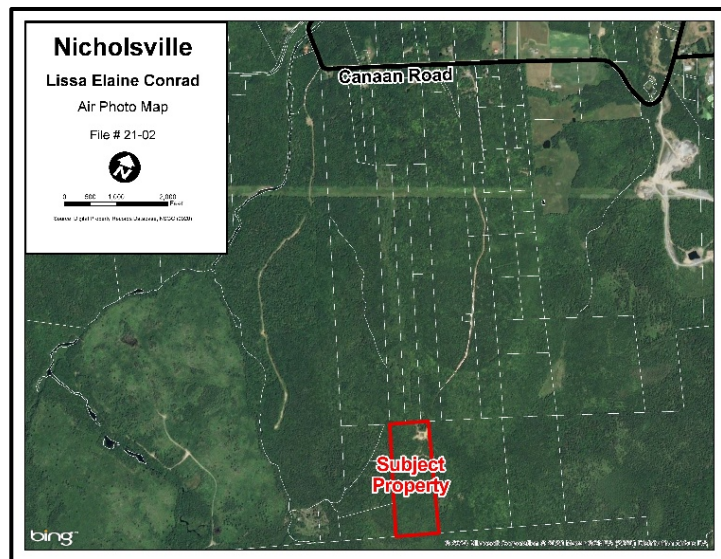 Nicholsville
Lissa Elaine Conrad
Air Photo Map
File # 21-02
N
0 500 1,000 2,000
Feet
Canaan Road
Subject
Property
bing